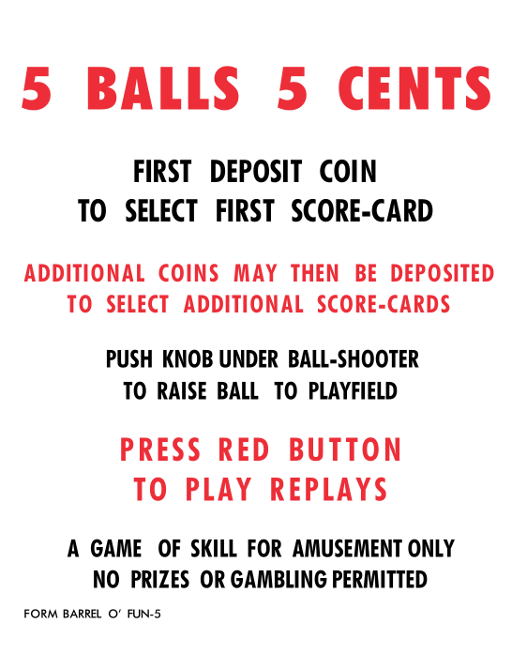 5 BALLS 5 CENTS
FIRST DEPOSIT COIN
TO SELECT FIRST SCORE-CARD
ADDITIONAL COINS MAY THEN BE DEPOSITED
TO SELECT ADDITIONAL SCORE-CARDS
PUSH KNOB UNDER BALL-SHOOTER
TO RAISE BALL TO PLAYFIELD
PRESS RED BUTTON
TO PLAY REPLAYS
A GAME OF SKILL FOR AMUSEMENT ONLY
NO PRIZES OR GAMBLING PERMITTED
FORM BARREL O' FUN-5